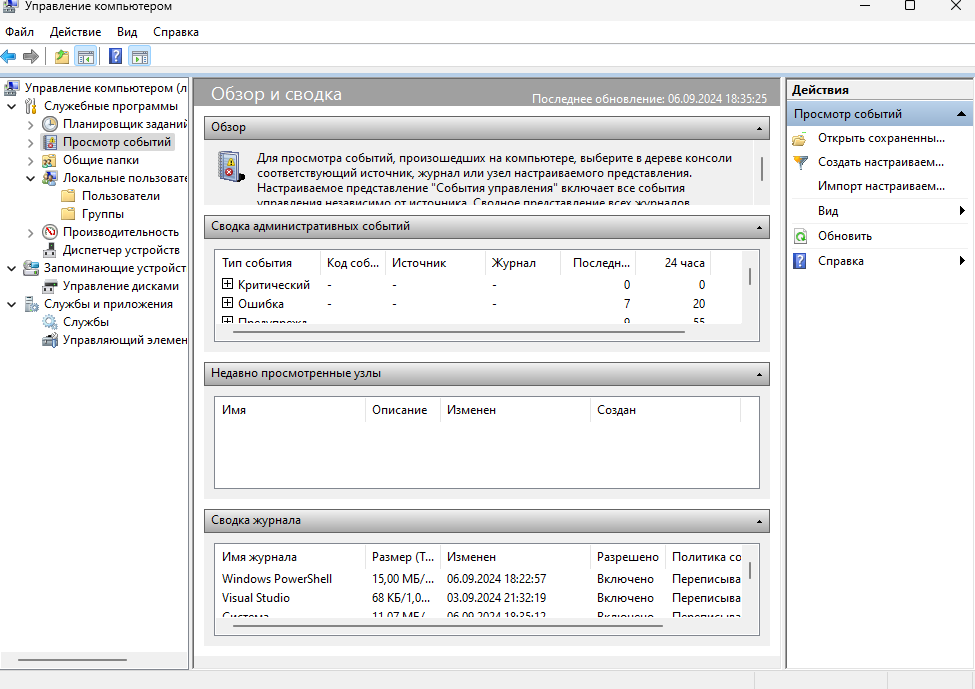 Управление компьютером
Файл Действие Вид Справка
Управление компьютером (л
Служебные программы
Планировщик заданий
Просмотр событий
Общие папки
Локальные пользовате
Пользователи
Группы
Производительность
Диспетчер устройств
Запоминающие устройст
Управление дисками
Службы и приложения
Службы
Управляющий элемен
Обзор и сводка
Последнее обновление: 06.09.2024 18:35:25
Обзор
Для просмотра событий, произошедших на компьютере, выберите в дереве консоли
соответствующий источник, журнал или узел настраиваемого представления.
Настраиваемое представление "События управления" включает все события
управления независимо от источника. Сводное представление всех журналов
Сводка административных событий
Тип события Код соб... Источник Журнал Последн... 24 часа
Критический - - - 0 0
Ошибка - - - 7 20
Предупрежд 9 55
Недавно просмотренные узлы
Имя Описание Изменен Создан
Сводка журнала
Имя журнала Размер (Т... Изменен Разрешено Политика со
Windows PowerShell 15,00 МБ/... 06.09.2024 18:22:57 Включено Переписыва
Visual Studio 68 КБ/1,0... 03.09.2024 21:32:19 Включено Переписыва
Система 11,07 МБ/ 06.09.2024 18:35:12 Включено Переписыва
Действия
Просмотр событий
Открыть сохраненны...
Создать настраиваем...
Импорт настраиваем...
Вид
Обновить
Справка